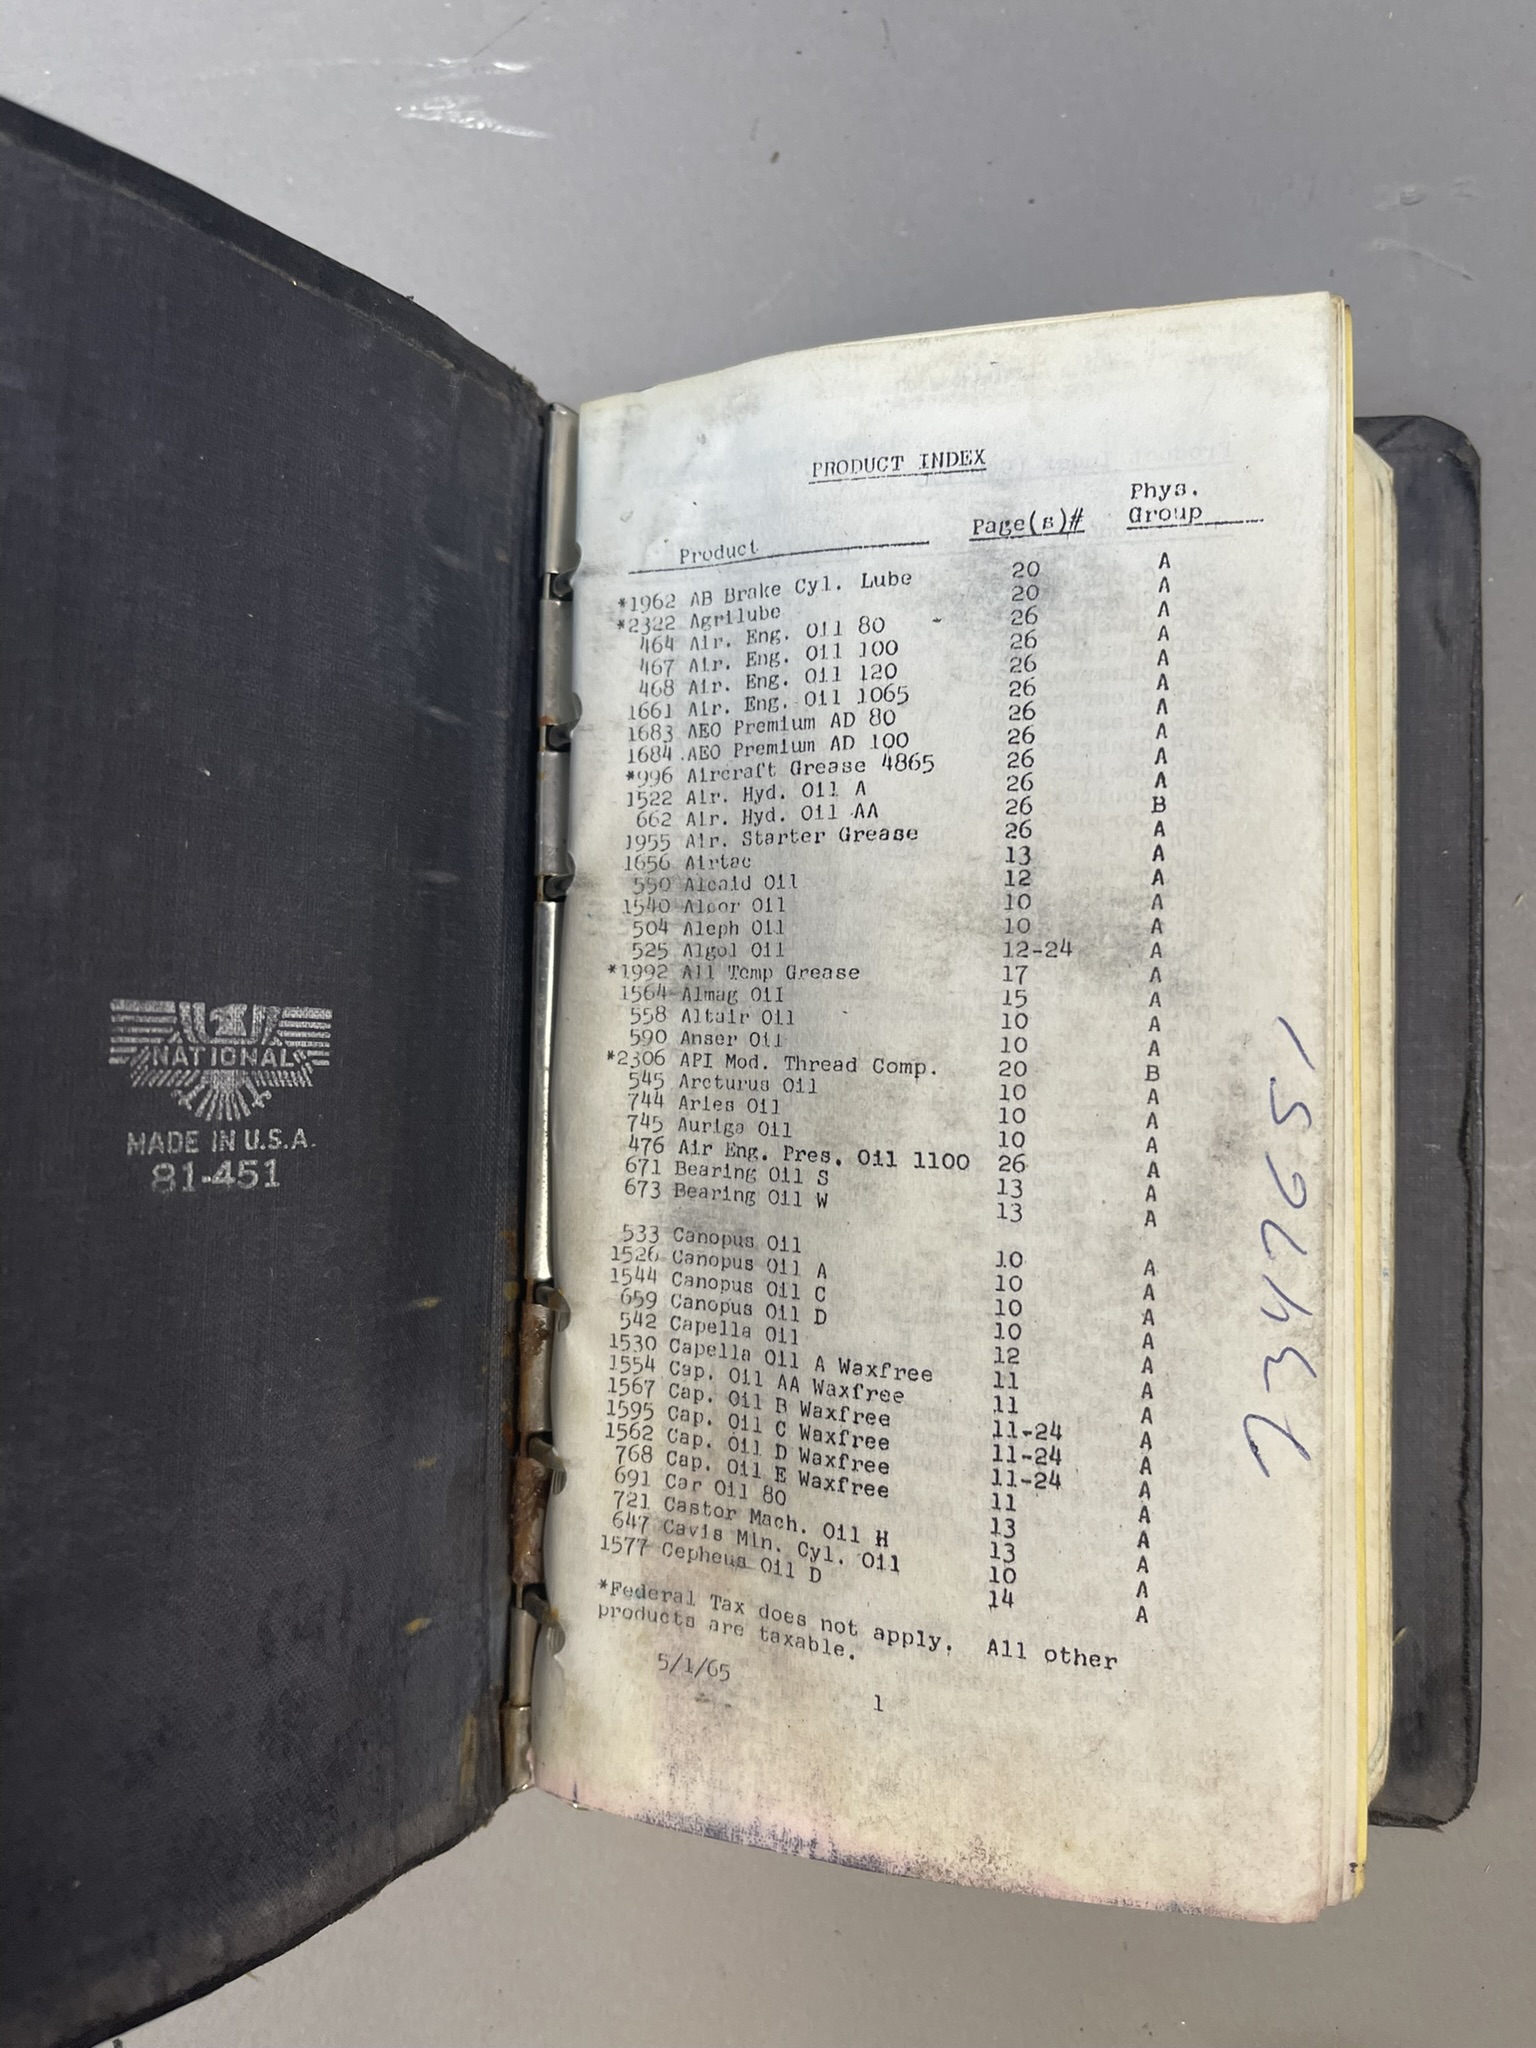 NATIONAL
MADE IN U.S.A.
81-451
PRODUCT INDEX
Product Page(s)# Phys. Group
*1962 AB Brake Cyl. Lube 20 A
*2322 Agrilube 20 A
464 Air. Eng. Oil 80 26 A
467 Air. Eng. Oil 100 26 A
468 Air. Eng. Oil 120 26 A
1661 Air. Eng. Oil 1065 26 A
1683 AEO Premium AD 80 26 A
1684 AEO Premium AD 100 26 A
*996 Aircraft Grease 4865 26 A
1522 Air. Hyd. Oil A 26 A
662 Air. Hyd. Oil AA 26 B
1955 Air. Starter Grease 26 A
1656 Airtac 13 A
550 Alcaid Oil 12 A
1540 Alcor Oil 10 A
504 Aleph Oil 10 A
525 Algol Oil 12-24 A
*1992 All Temp Grease 17 A
1564 Almag Oil 15 A
558 Altair Oil 10 A
590 Anser Oil 10 A
*2306 API Mod. Thread Comp. 20 B
545 Arcturus Oil 10 A
744 Aries Oil 10 A
745 Auriga Oil 10 A
476 Air Eng. Pres. Oil 1100 26 A
671 Bearing Oil S 13 A
673 Bearing Oil W 13 A
533 Canopus Oil 10 A
1526 Canopus Oil A 10 A
1544 Canopus Oil C 10 A
659 Canopus Oil D 10 A
542 Capella Oil 12 A
1530 Capella Oil A Waxfree 11 A
1554 Cap. Oil AA Waxfree 11 A
1567 Cap. Oil B Waxfree 11-24 A
1595 Cap. Oil C Waxfree 11-24 A
1562 Cap. Oil D Waxfree 11-24 A
768 Cap. Oil E Waxfree 11 A
691 Car Oil 80 13 A
721 Castor Mach. Oil H 13 A
647 Cavis Min. Cyl. Oil 10 A
1577 Cepheus Oil D 14 A
*Federal Tax does not apply. All other
products are taxable.
5/1/65
1
7347651